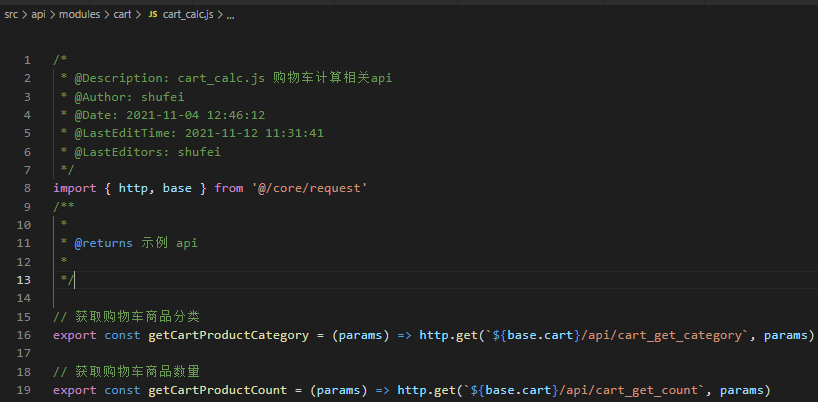 src > api > modules > cart > JS cart_calc.js > ...
1 /*
2  * @Description: cart_calc.js 购物车计算相关api
3  * @Author: shufei
4  * @Date: 2021-11-04 12:46:12
5  * @LastEditTime: 2021-11-12 11:31:41
6  * @LastEditors: shufei
7  */
8 import { http, base } from '@/core/request'
9 /**
10  *
11  * @returns 示例 api
12  *
13  */
14
15 // 获取购物车商品分类
16 export const getCartProductCategory = (params) => http.get(`${base.cart}/api/cart_get_category`, params)
17
18 // 获取购物车商品数量
19 export const getCartProductCount = (params) => http.get(`${base.cart}/api/cart_get_count`, params)